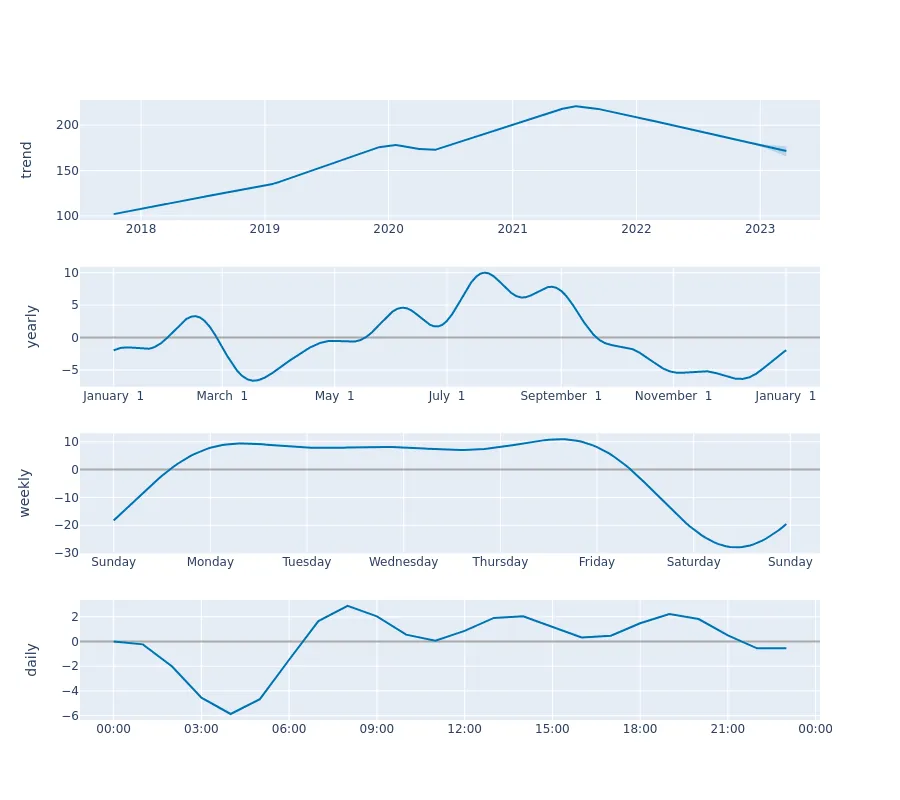 trend
200
150
100
2018 2019 2020 2021 2022 2023
yearly
10
5
0
−5
January 1 March 1 May 1 July 1 September 1 November 1 January 1
weekly
10
0
−10
−20
−30
Sunday Monday Tuesday Wednesday Thursday Friday Saturday Sunday
daily
2
0
−2
−4
−6
00:00 03:00 06:00 09:00 12:00 15:00 18:00 21:00 00:00